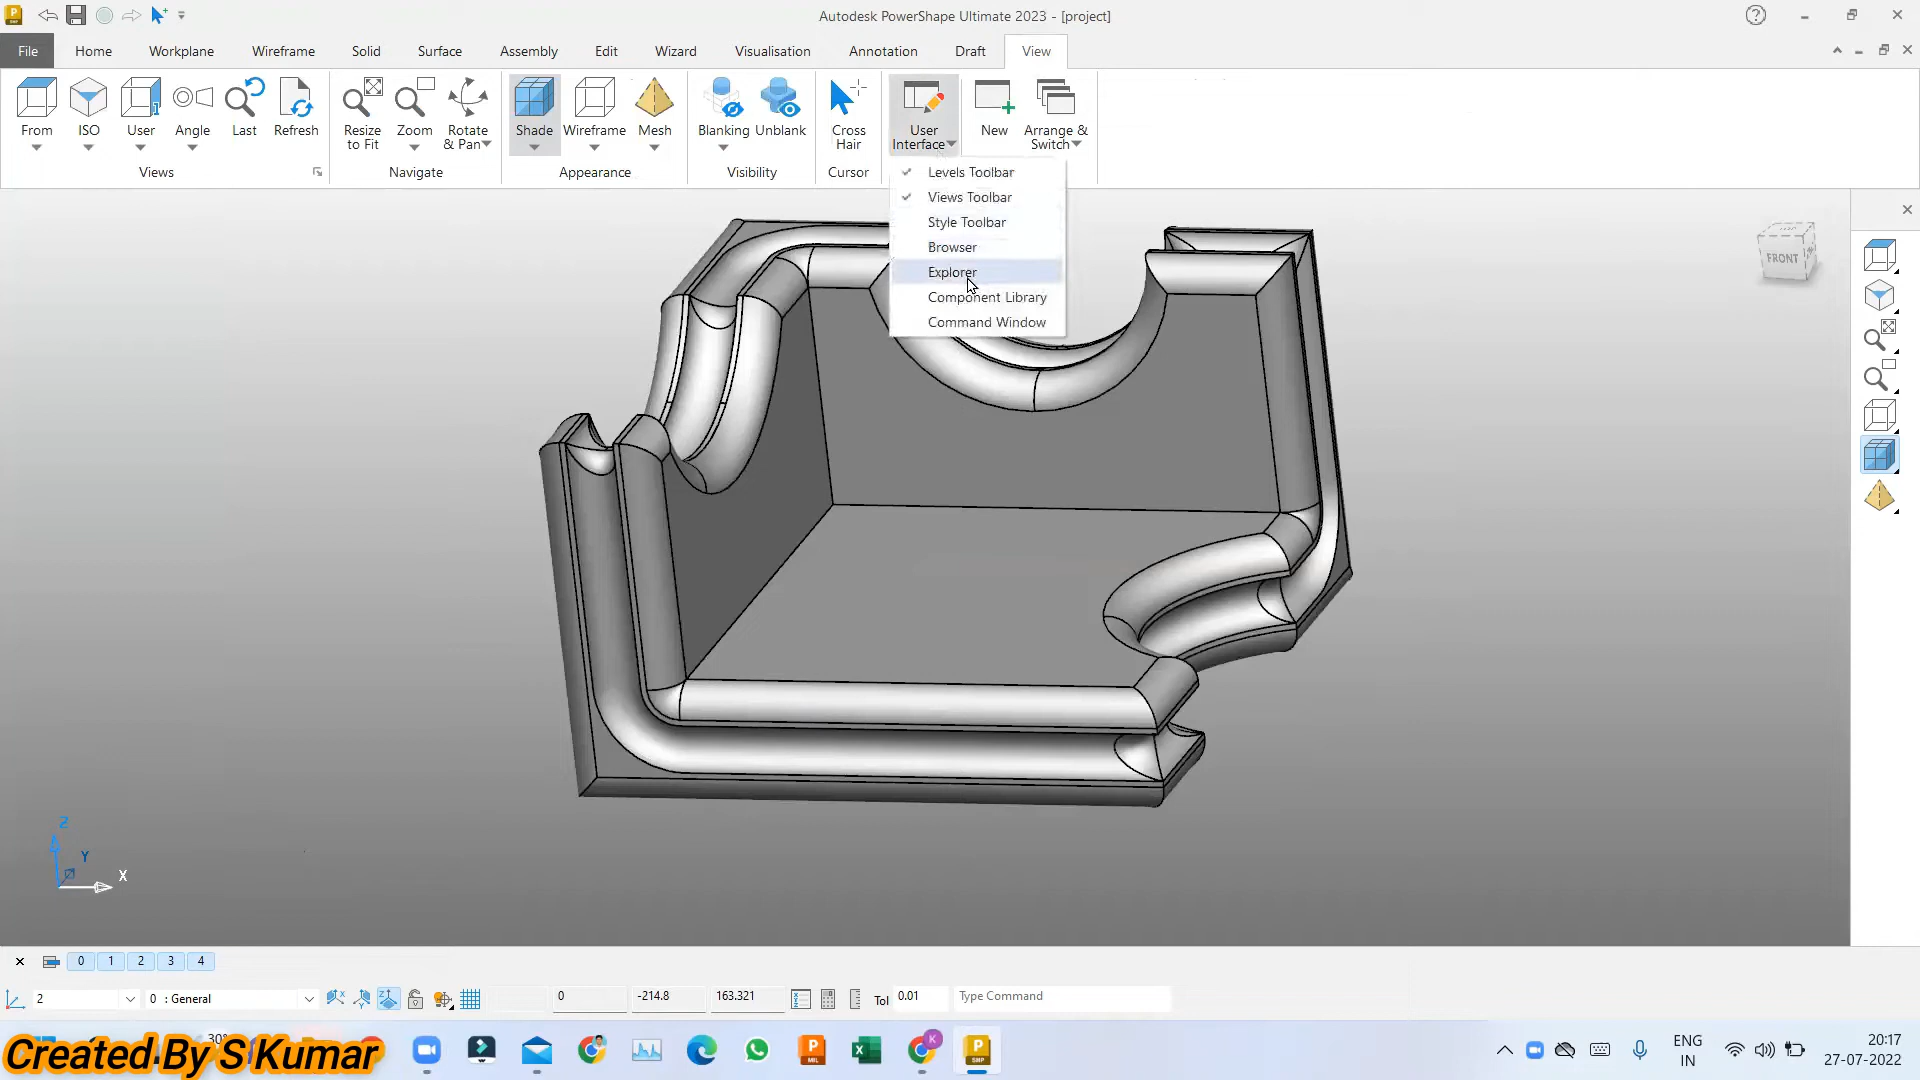 Autodesk PowerShape Ultimate 2023 - [project]
File Home Workplane Wireframe Solid Surface Assembly Edit Wizard Visualisation Annotation Draft View
From ISO User Angle Last Refresh Resize to Fit Zoom Rotate & Pan Shade Wireframe Mesh Blanking Unblank Cross Hair User Interface New Arrange & Switch
Views Navigate Appearance Visibility Cursor
Levels Toolbar
Views Toolbar
Style Toolbar
Browser
Explorer
Component Library
Command Window
FRONT
Z
Y
X
0 1 2 3 4
2 0 : General 0 -214.8 163.321 Tol 0.01 Type Command
30°
Created By S Kumar
ENG
IN
20:17
27-07-2022